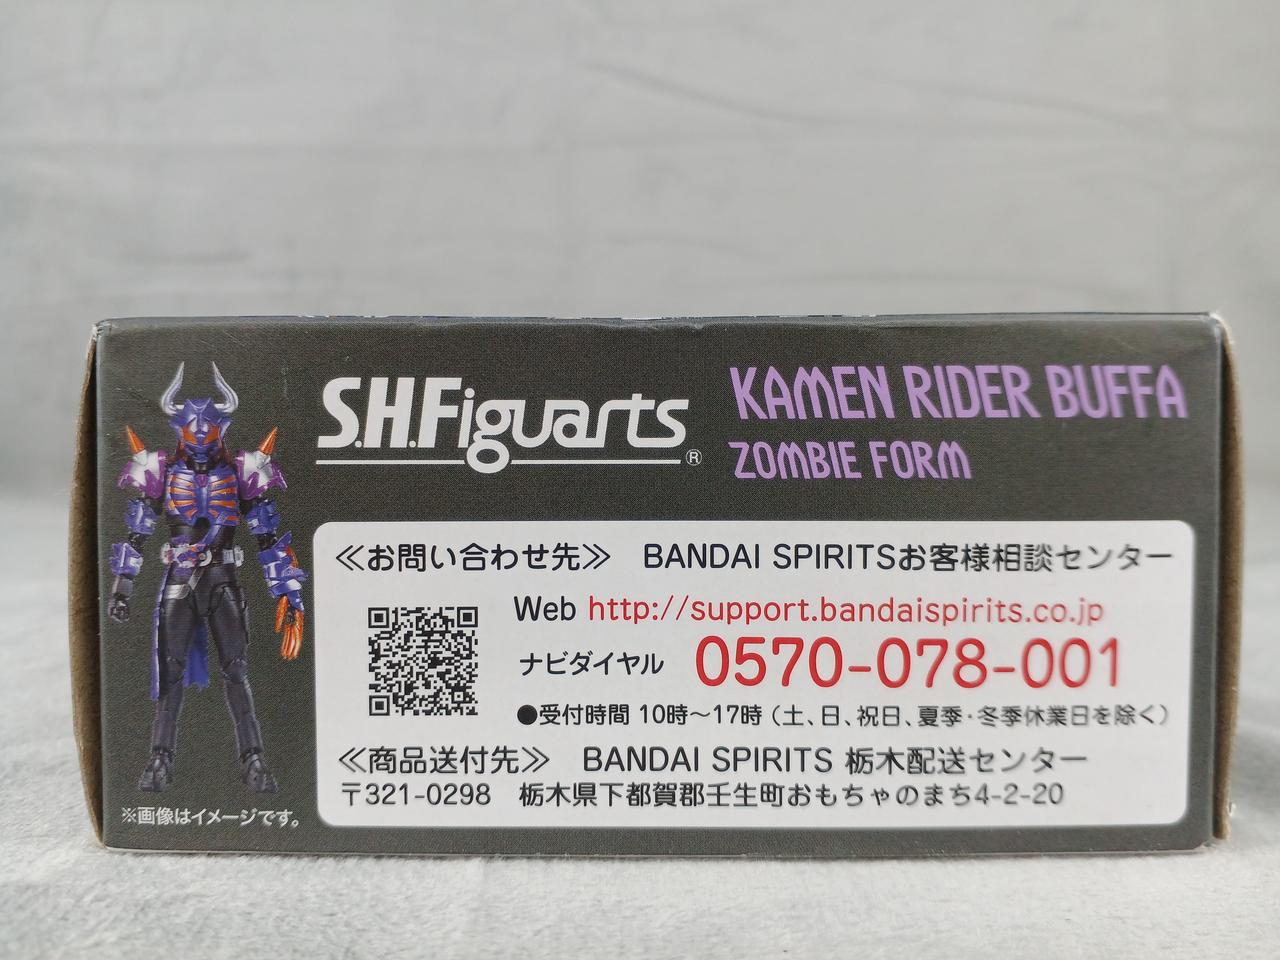 S.H.Figuarts®
KAMEN RIDER BUFFA
ZOMBIE FORM
≪お問い合わせ先≫ BANDAI SPIRITSお客様相談センター
Web http://support.bandaispirits.co.jp
ナビダイヤル 0570-078-001
●受付時間 10時〜17時（土、日、祝日、夏季・冬季休業日を除く）
≪商品送付先≫ BANDAI SPIRITS 栃木配送センター
〒321-0298 栃木県下都賀郡壬生町おもちゃのまち4-2-20
※画像はイメージです。